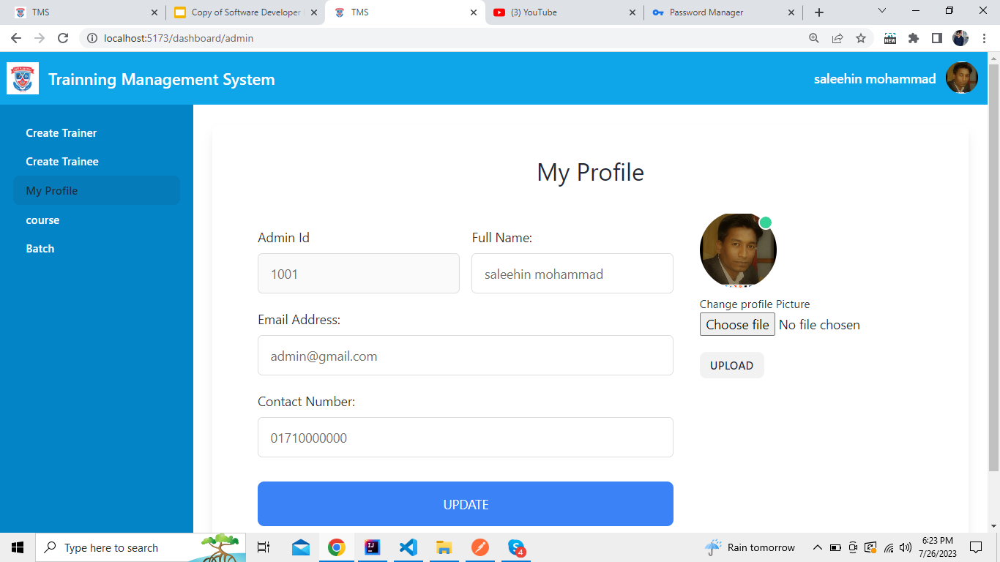 TMS
Copy of Software Developer
TMS
(3) YouTube
Password Manager
localhost:5173/dashboard/admin
NEW
Trainning Management System
saleehin mohammad
Create Trainer
Create Trainee
My Profile
course
Batch
My Profile
Admin Id
Full Name:
1001
saleehin mohammad
Change profile Picture
Choose file No file chosen
UPLOAD
Email Address:
admin@gmail.com
Contact Number:
01710000000
UPDATE
Type here to search
4
Rain tomorrow
6:23 PM
7/26/2023